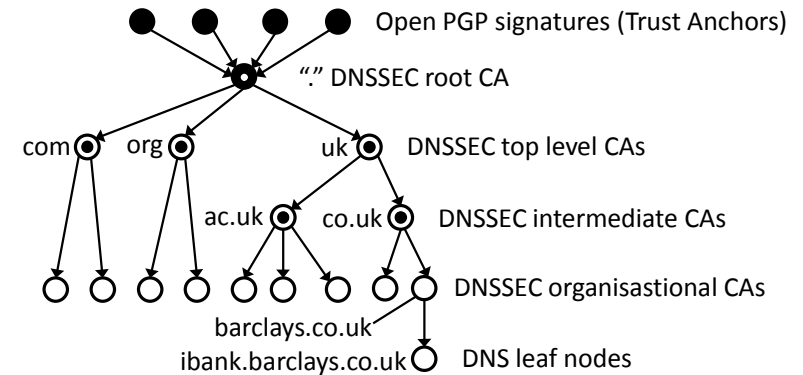 Open PGP signatures (Trust Anchors)
“.” DNSSEC root CA
com org uk DNSSEC top level CAs
ac.uk co.uk DNSSEC intermediate CAs
DNSSEC organisastional CAs
barclays.co.uk
ibank.barclays.co.uk DNS leaf nodes